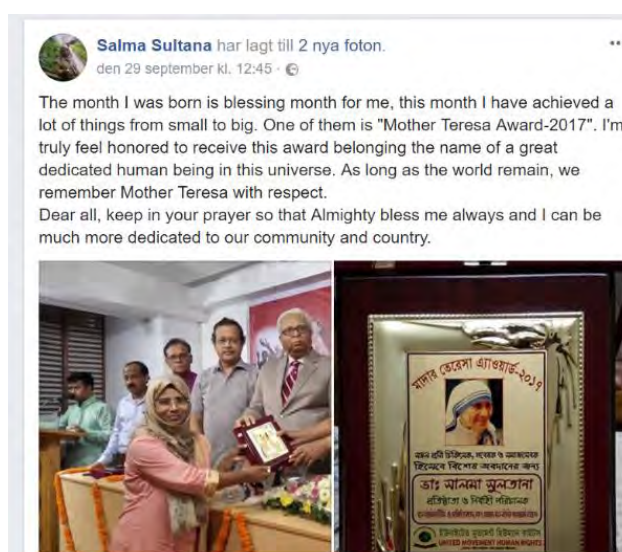 Salma Sultana har lagt till 2 nya foton.
den 29 september kl. 12:45 ·
The month I was born is blessing month for me, this month I have achieved a
lot of things from small to big. One of them is "Mother Teresa Award-2017". I'm
truly feel honored to receive this award belonging the name of a great
dedicated human being in this universe. As long as the world remain, we
remember Mother Teresa with respect.
Dear all, keep in your prayer so that Almighty bless me always and I can be
much more dedicated to our community and country.
মাদার তেরেসা এ্যাওয়ার্ড-২০১৭
হিসেবে বিশেষ অবদানের জন্য
ডাঃ সালমা সুলতানা
প্রতিষ্ঠাতা ও নির্বাহী পরিচালক
UNITED MOVEMENT HUMAN RIGHTS